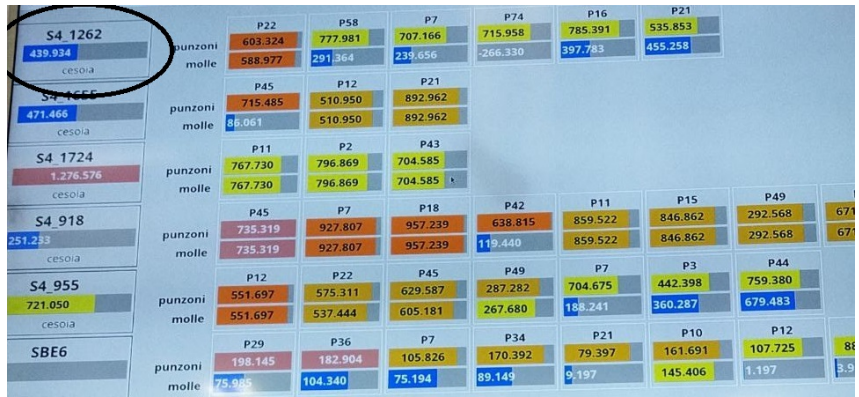 P22 P58 P7 P74 P16 P21
S4_1262
punzoni 603.324 777.981 707.166 715.958 785.391 535.853
439.934
molle 588.977 291.364 239.656 -266.330 397.783 455.258
cesoia
P45 P12 P21
S4_1655
punzoni 715.485 510.950 892.962
471.466
molle 86.061 510.950 892.962
cesoia
P11 P2 P43
S4_1724
punzoni 767.730 796.869 704.585
1.276.576
molle 767.730 796.869 704.585
cesoia
P45 P7 P18 P42 P11 P15 P49
S4_918
punzoni 735.319 927.807 957.239 638.815 859.522 846.862 292.568 671
251.233
molle 735.319 927.807 957.239 119.440 859.522 846.862 292.568 671
cesoia
P12 P22 P45 P49 P7 P3 P44
S4_955
punzoni 551.697 575.311 629.587 287.282 704.675 442.398 759.380
721.050
molle 551.697 537.444 605.181 267.680 188.241 360.287 679.483
cesoia
P29 P36 P7 P34 P21 P10 P12
SBE6
punzoni 198.145 182.904 105.826 170.392 79.397 161.691 107.725 88
molle 75.985 104.340 75.194 89.149 9.197 145.406 1.197 3.9